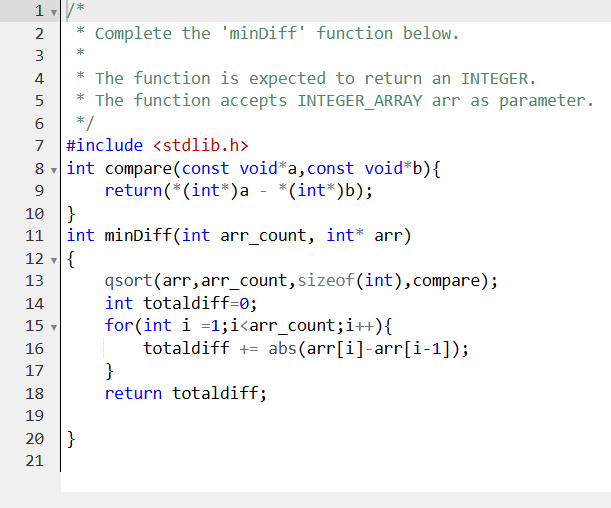 1 /*
2  * Complete the 'minDiff' function below.
3  *
4  * The function is expected to return an INTEGER.
5  * The function accepts INTEGER_ARRAY arr as parameter.
6  */
7 #include <stdlib.h>
8 int compare(const void*a,const void*b){
9     return(*(int*)a - *(int*)b);
10 }
11 int minDiff(int arr_count, int* arr)
12 {
13     qsort(arr,arr_count,sizeof(int),compare);
14     int totaldiff=0;
15     for(int i =1;i<arr_count;i++){
16         totaldiff += abs(arr[i]-arr[i-1]);
17     }
18     return totaldiff;
19
20 }
21